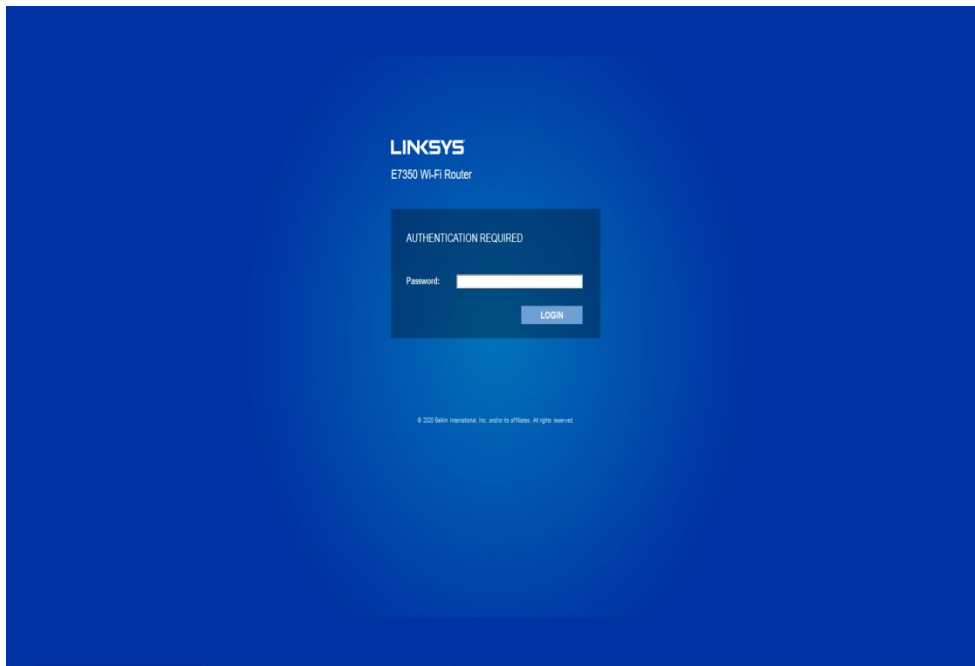 LINKSYS
E7350 Wi-Fi Router
AUTHENTICATION REQUIRED
Password:
LOGIN
© 2020 Belkin International, Inc. and/or its affiliates. All rights reserved.